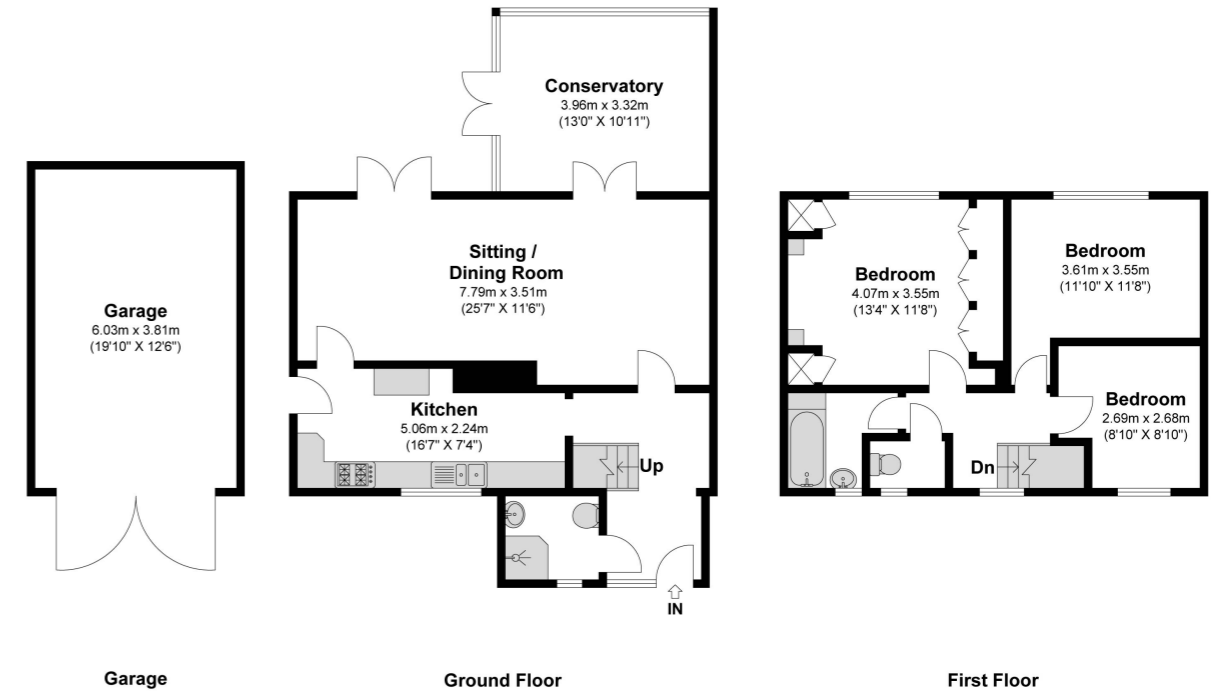 Conservatory
3.96m x 3.32m
(13'0" X 10'11")
Garage
6.03m x 3.81m
(19'10" X 12'6")
Sitting /
Dining Room
7.79m x 3.51m
(25'7" X 11'6")
Kitchen
5.06m x 2.24m
(16'7" X 7'4")
Up
IN
Bedroom
4.07m x 3.55m
(13'4" X 11'8")
Bedroom
3.61m x 3.55m
(11'10" X 11'8")
Bedroom
2.69m x 2.68m
(8'10" X 8'10")
Dn
Garage
Ground Floor
First Floor